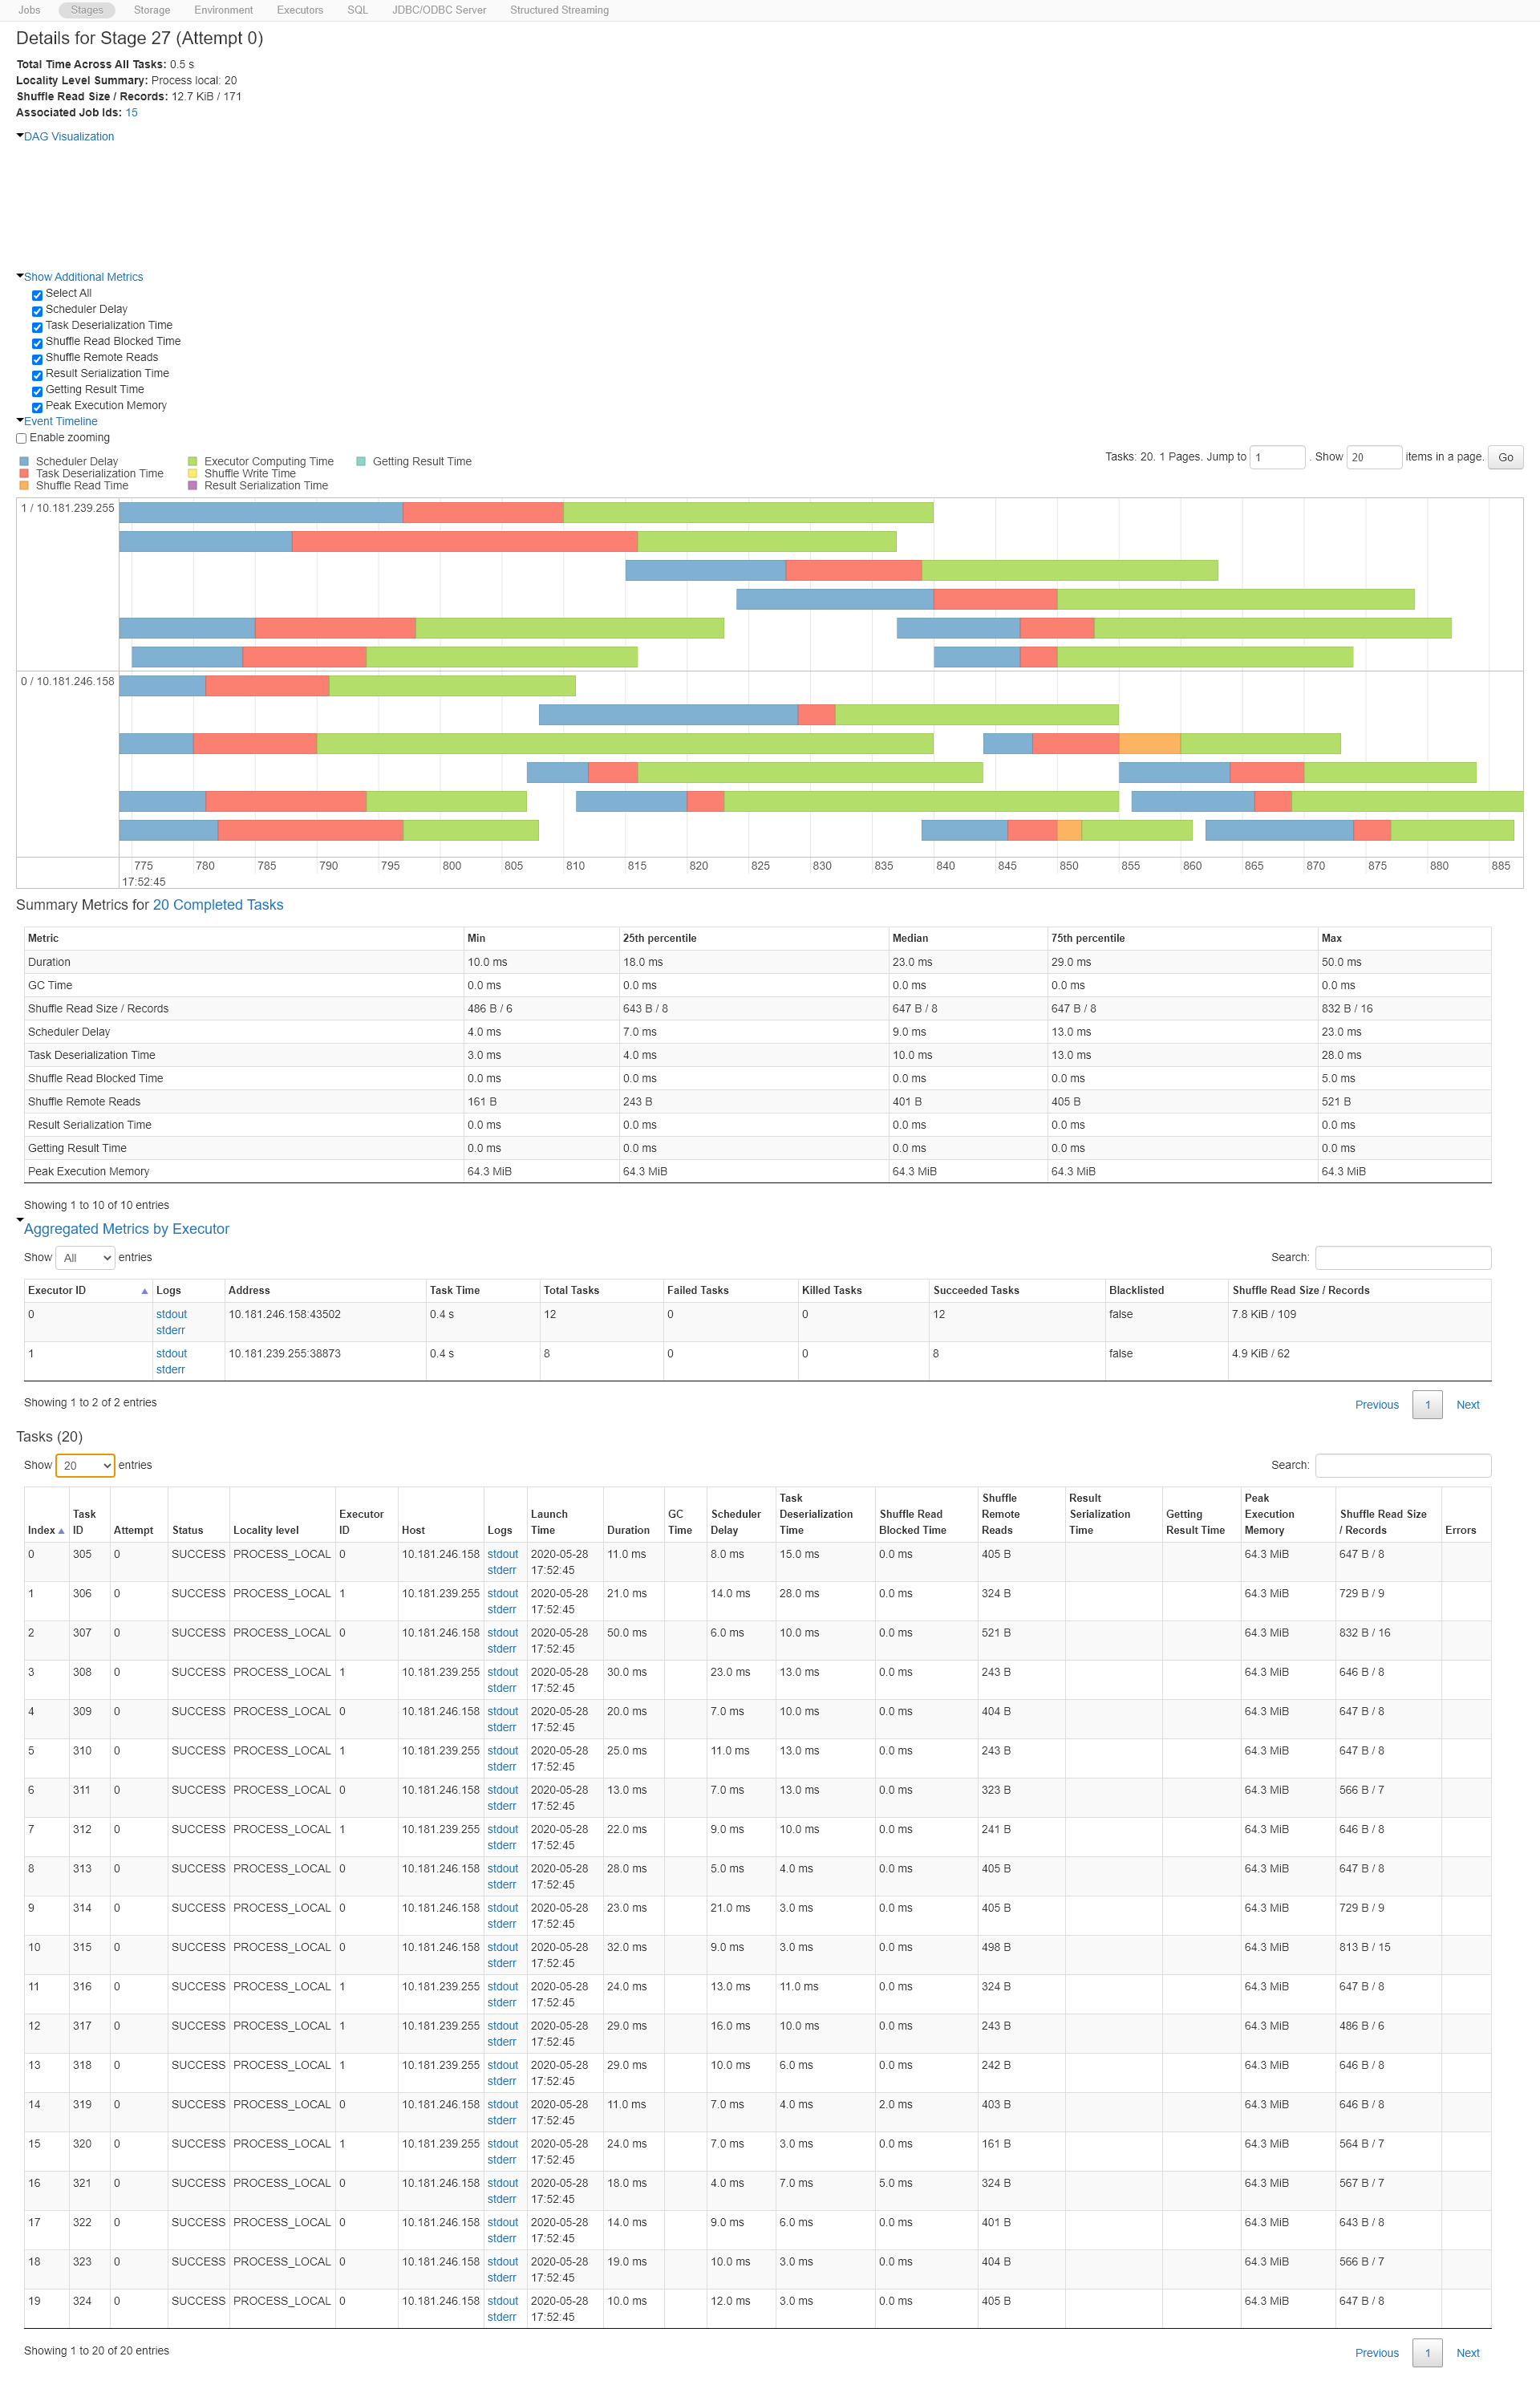 Jobs Stages Storage Environment Executors SQL JDBC/ODBC Server Structured Streaming
Details for Stage 27 (Attempt 0)
Total Time Across All Tasks: 0.5 s
Locality Level Summary: Process local: 20
Shuffle Read Size / Records: 12.7 KiB / 171
Associated Job Ids: 15
DAG Visualization
Show Additional Metrics
Select All
Scheduler Delay
Task Deserialization Time
Shuffle Read Blocked Time
Shuffle Remote Reads
Result Serialization Time
Getting Result Time
Peak Execution Memory
Event Timeline
Enable zooming
Tasks: 20. 1 Pages. Jump to 1 . Show 20 items in a page. Go
Scheduler Delay Executor Computing Time Getting Result Time
Task Deserialization Time Shuffle Write Time
Shuffle Read Time Result Serialization Time
1 / 10.181.239.255
0 / 10.181.246.158
775 780 785 790 795 800 805 810 815 820 825 830 835 840 845 850 855 860 865 870 875 880 885
17:52:45
Summary Metrics for 20 Completed Tasks
Metric Min 25th percentile Median 75th percentile Max
Duration 10.0 ms 18.0 ms 23.0 ms 29.0 ms 50.0 ms
GC Time 0.0 ms 0.0 ms 0.0 ms 0.0 ms 0.0 ms
Shuffle Read Size / Records 486 B / 6 643 B / 8 647 B / 8 647 B / 8 832 B / 16
Scheduler Delay 4.0 ms 7.0 ms 9.0 ms 13.0 ms 23.0 ms
Task Deserialization Time 3.0 ms 4.0 ms 10.0 ms 13.0 ms 28.0 ms
Shuffle Read Blocked Time 0.0 ms 0.0 ms 0.0 ms 0.0 ms 5.0 ms
Shuffle Remote Reads 161 B 243 B 401 B 405 B 521 B
Result Serialization Time 0.0 ms 0.0 ms 0.0 ms 0.0 ms 0.0 ms
Getting Result Time 0.0 ms 0.0 ms 0.0 ms 0.0 ms 0.0 ms
Peak Execution Memory 64.3 MiB 64.3 MiB 64.3 MiB 64.3 MiB 64.3 MiB
Showing 1 to 10 of 10 entries
Aggregated Metrics by Executor
Show All entries Search:
Executor ID Logs Address Task Time Total Tasks Failed Tasks Killed Tasks Succeeded Tasks Blacklisted Shuffle Read Size / Records
0 stdout 10.181.246.158:43502 0.4 s 12 0 0 12 false 7.8 KiB / 109
stderr
1 stdout 10.181.239.255:38873 0.4 s 8 0 0 8 false 4.9 KiB / 62
stderr
Showing 1 to 2 of 2 entries Previous 1 Next
Tasks (20)
Show 20 entries Search:
Task Shuffle Result Peak
Task Executor Launch GC Scheduler Deserialization Shuffle Read Remote Serialization Getting Execution Shuffle Read Size
Index ID Attempt Status Locality level ID Host Logs Time Duration Time Delay Time Blocked Time Reads Time Result Time Memory / Records Errors
0 305 0 SUCCESS PROCESS_LOCAL 0 10.181.246.158 stdout 2020-05-28 11.0 ms 8.0 ms 15.0 ms 0.0 ms 405 B 64.3 MiB 647 B / 8
stderr 17:52:45
1 306 0 SUCCESS PROCESS_LOCAL 1 10.181.239.255 stdout 2020-05-28 21.0 ms 14.0 ms 28.0 ms 0.0 ms 324 B 64.3 MiB 729 B / 9
stderr 17:52:45
2 307 0 SUCCESS PROCESS_LOCAL 0 10.181.246.158 stdout 2020-05-28 50.0 ms 6.0 ms 10.0 ms 0.0 ms 521 B 64.3 MiB 832 B / 16
stderr 17:52:45
3 308 0 SUCCESS PROCESS_LOCAL 1 10.181.239.255 stdout 2020-05-28 30.0 ms 23.0 ms 13.0 ms 0.0 ms 243 B 64.3 MiB 646 B / 8
stderr 17:52:45
4 309 0 SUCCESS PROCESS_LOCAL 0 10.181.246.158 stdout 2020-05-28 20.0 ms 7.0 ms 10.0 ms 0.0 ms 404 B 64.3 MiB 647 B / 8
stderr 17:52:45
5 310 0 SUCCESS PROCESS_LOCAL 1 10.181.239.255 stdout 2020-05-28 25.0 ms 11.0 ms 13.0 ms 0.0 ms 243 B 64.3 MiB 647 B / 8
stderr 17:52:45
6 311 0 SUCCESS PROCESS_LOCAL 0 10.181.246.158 stdout 2020-05-28 13.0 ms 7.0 ms 13.0 ms 0.0 ms 323 B 64.3 MiB 566 B / 7
stderr 17:52:45
7 312 0 SUCCESS PROCESS_LOCAL 1 10.181.239.255 stdout 2020-05-28 22.0 ms 9.0 ms 10.0 ms 0.0 ms 241 B 64.3 MiB 646 B / 8
stderr 17:52:45
8 313 0 SUCCESS PROCESS_LOCAL 0 10.181.246.158 stdout 2020-05-28 28.0 ms 5.0 ms 4.0 ms 0.0 ms 405 B 64.3 MiB 647 B / 8
stderr 17:52:45
9 314 0 SUCCESS PROCESS_LOCAL 0 10.181.246.158 stdout 2020-05-28 23.0 ms 21.0 ms 3.0 ms 0.0 ms 405 B 64.3 MiB 729 B / 9
stderr 17:52:45
10 315 0 SUCCESS PROCESS_LOCAL 0 10.181.246.158 stdout 2020-05-28 32.0 ms 9.0 ms 3.0 ms 0.0 ms 498 B 64.3 MiB 813 B / 15
stderr 17:52:45
11 316 0 SUCCESS PROCESS_LOCAL 1 10.181.239.255 stdout 2020-05-28 24.0 ms 13.0 ms 11.0 ms 0.0 ms 324 B 64.3 MiB 647 B / 8
stderr 17:52:45
12 317 0 SUCCESS PROCESS_LOCAL 1 10.181.239.255 stdout 2020-05-28 29.0 ms 16.0 ms 10.0 ms 0.0 ms 243 B 64.3 MiB 486 B / 6
stderr 17:52:45
13 318 0 SUCCESS PROCESS_LOCAL 1 10.181.239.255 stdout 2020-05-28 29.0 ms 10.0 ms 6.0 ms 0.0 ms 242 B 64.3 MiB 646 B / 8
stderr 17:52:45
14 319 0 SUCCESS PROCESS_LOCAL 0 10.181.246.158 stdout 2020-05-28 11.0 ms 7.0 ms 4.0 ms 2.0 ms 403 B 64.3 MiB 646 B / 8
stderr 17:52:45
15 320 0 SUCCESS PROCESS_LOCAL 1 10.181.239.255 stdout 2020-05-28 24.0 ms 7.0 ms 3.0 ms 0.0 ms 161 B 64.3 MiB 564 B / 7
stderr 17:52:45
16 321 0 SUCCESS PROCESS_LOCAL 0 10.181.246.158 stdout 2020-05-28 18.0 ms 4.0 ms 7.0 ms 5.0 ms 324 B 64.3 MiB 567 B / 7
stderr 17:52:45
17 322 0 SUCCESS PROCESS_LOCAL 0 10.181.246.158 stdout 2020-05-28 14.0 ms 9.0 ms 6.0 ms 0.0 ms 401 B 64.3 MiB 643 B / 8
stderr 17:52:45
18 323 0 SUCCESS PROCESS_LOCAL 0 10.181.246.158 stdout 2020-05-28 19.0 ms 10.0 ms 3.0 ms 0.0 ms 404 B 64.3 MiB 566 B / 7
stderr 17:52:45
19 324 0 SUCCESS PROCESS_LOCAL 0 10.181.246.158 stdout 2020-05-28 10.0 ms 12.0 ms 3.0 ms 0.0 ms 405 B 64.3 MiB 647 B / 8
stderr 17:52:45
Showing 1 to 20 of 20 entries Previous 1 Next